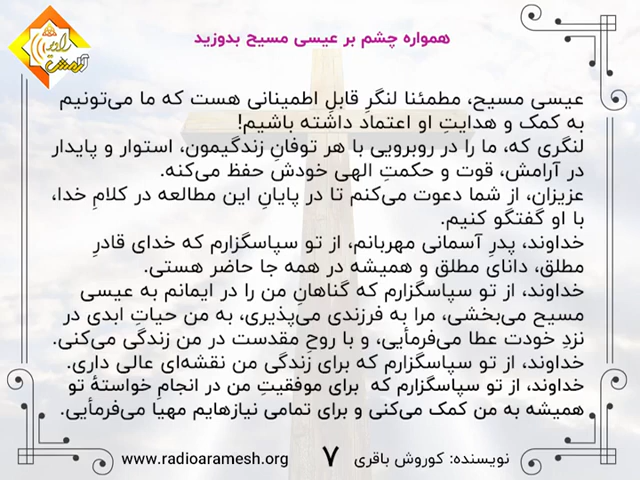 راديو
آرامش
همواره چشم بر عیسی مسیح بدوزید
عیسی مسیح، مطمئنا لنگرِ قابلِ اطمینانی هست که ما می‌تونیم
به کمک و هدایتِ او اعتماد داشته باشیم!
لنگری که، ما را در روبرویی با هر توفانِ زندگیمون، استوار و پایدار
در آرامش، قوت و حکمتِ الهی خودش حفظ می‌کنه.
عزیزان، از شما دعوت می‌کنم تا در پایانِ این مطالعه در کلامِ خدا،
با او گفتگو کنیم.
خداوند، پدرِ آسمانی مهربانم، از تو سپاسگزارم که خدای قادرِ
مطلق، دانای مطلق و همیشه در همه جا حاضر هستی.
خداوند، از تو سپاسگزارم که گناهانِ من را در ایمانم به عیسی
مسیح می‌بخشی، مرا به فرزندی می‌پذیری، به من حیاتِ ابدی در
نزدِ خودت عطا می‌فرمأیی، و با روحِ مقدست در من زندگی می‌کنی.
خداوند، از تو سپاسگزارم که برای زندگی من نقشه‌ای عالی داری.
خداوند، از تو سپاسگزارم که برای موفقیتِ من در انجامِ خواستهٔ تو
همیشه به من کمک می‌کنی و برای تمامی نیازهایم مهیا می‌فرمأیی.
نویسنده: کوروش باقری ۷ www.radioaramesh.org